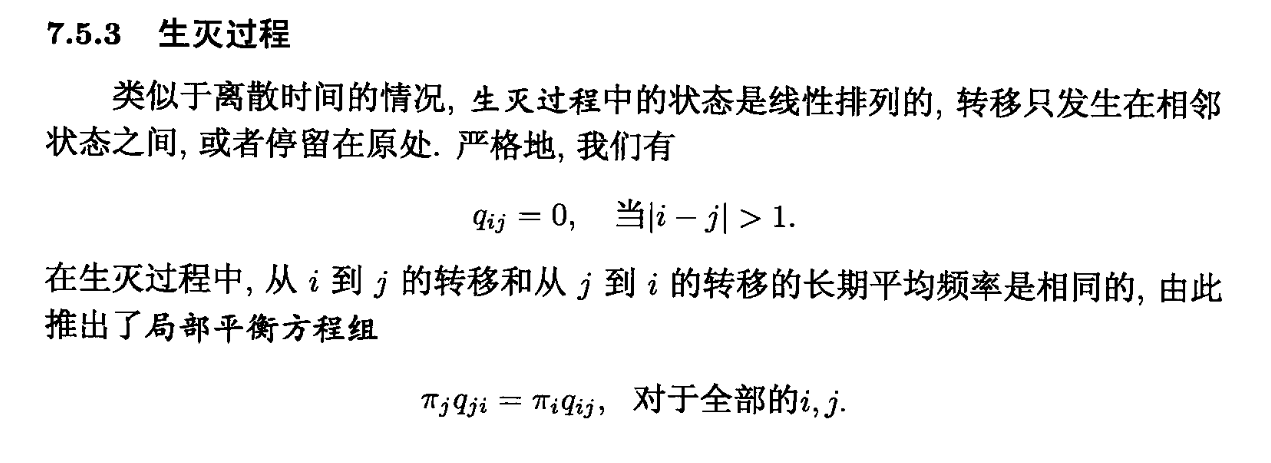 7.5.3 生灭过程
类似于离散时间的情况, 生灭过程中的状态是线性排列的, 转移只发生在相邻
状态之间, 或者停留在原处. 严格地, 我们有
q_{ij} = 0, 当|i − j| > 1.
在生灭过程中, 从 i 到 j 的转移和从 j 到 i 的转移的长期平均频率是相同的, 由此
推出了局部平衡方程组
π_j q_{ji} = π_i q_{ij}, 对于全部的i, j.